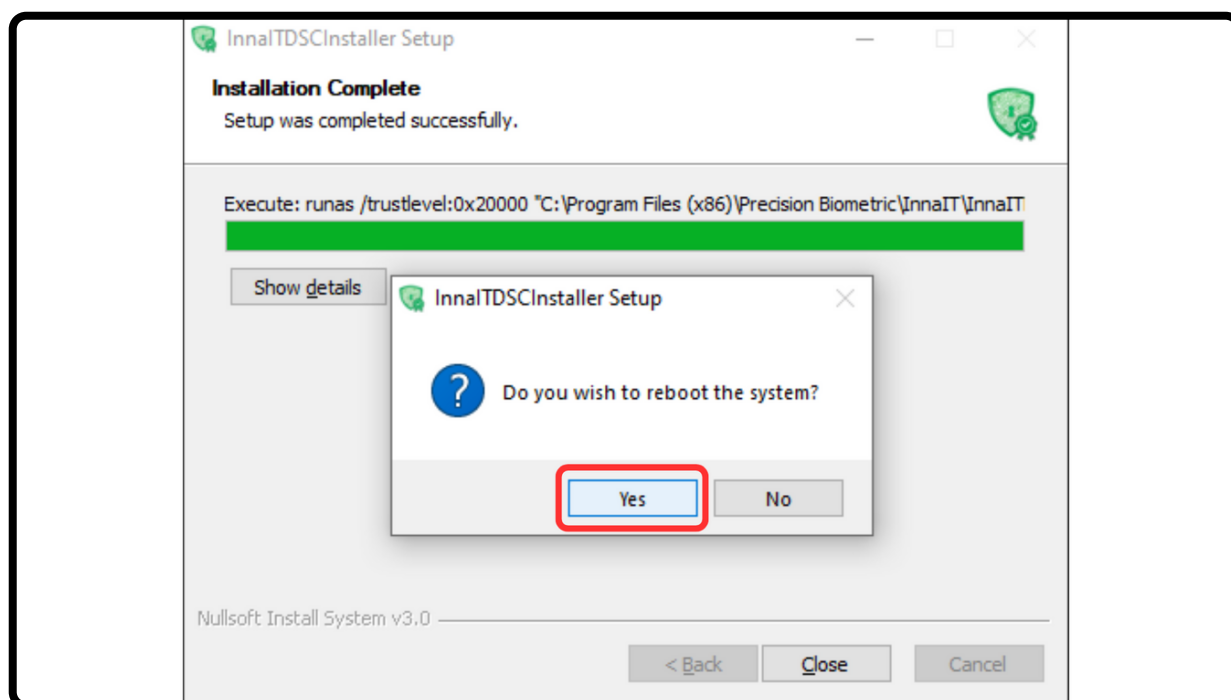 InnaITDSCInstaller Setup
Installation Complete
Setup was completed successfully.
Execute: runas /trustlevel:0x20000 "C:\Program Files (x86)\Precision Biometric\InnaIT\InnaIT
Show details
InnaITDSCInstaller Setup
Do you wish to reboot the system?
Yes No
Nullsoft Install System v3.0
< Back Close Cancel